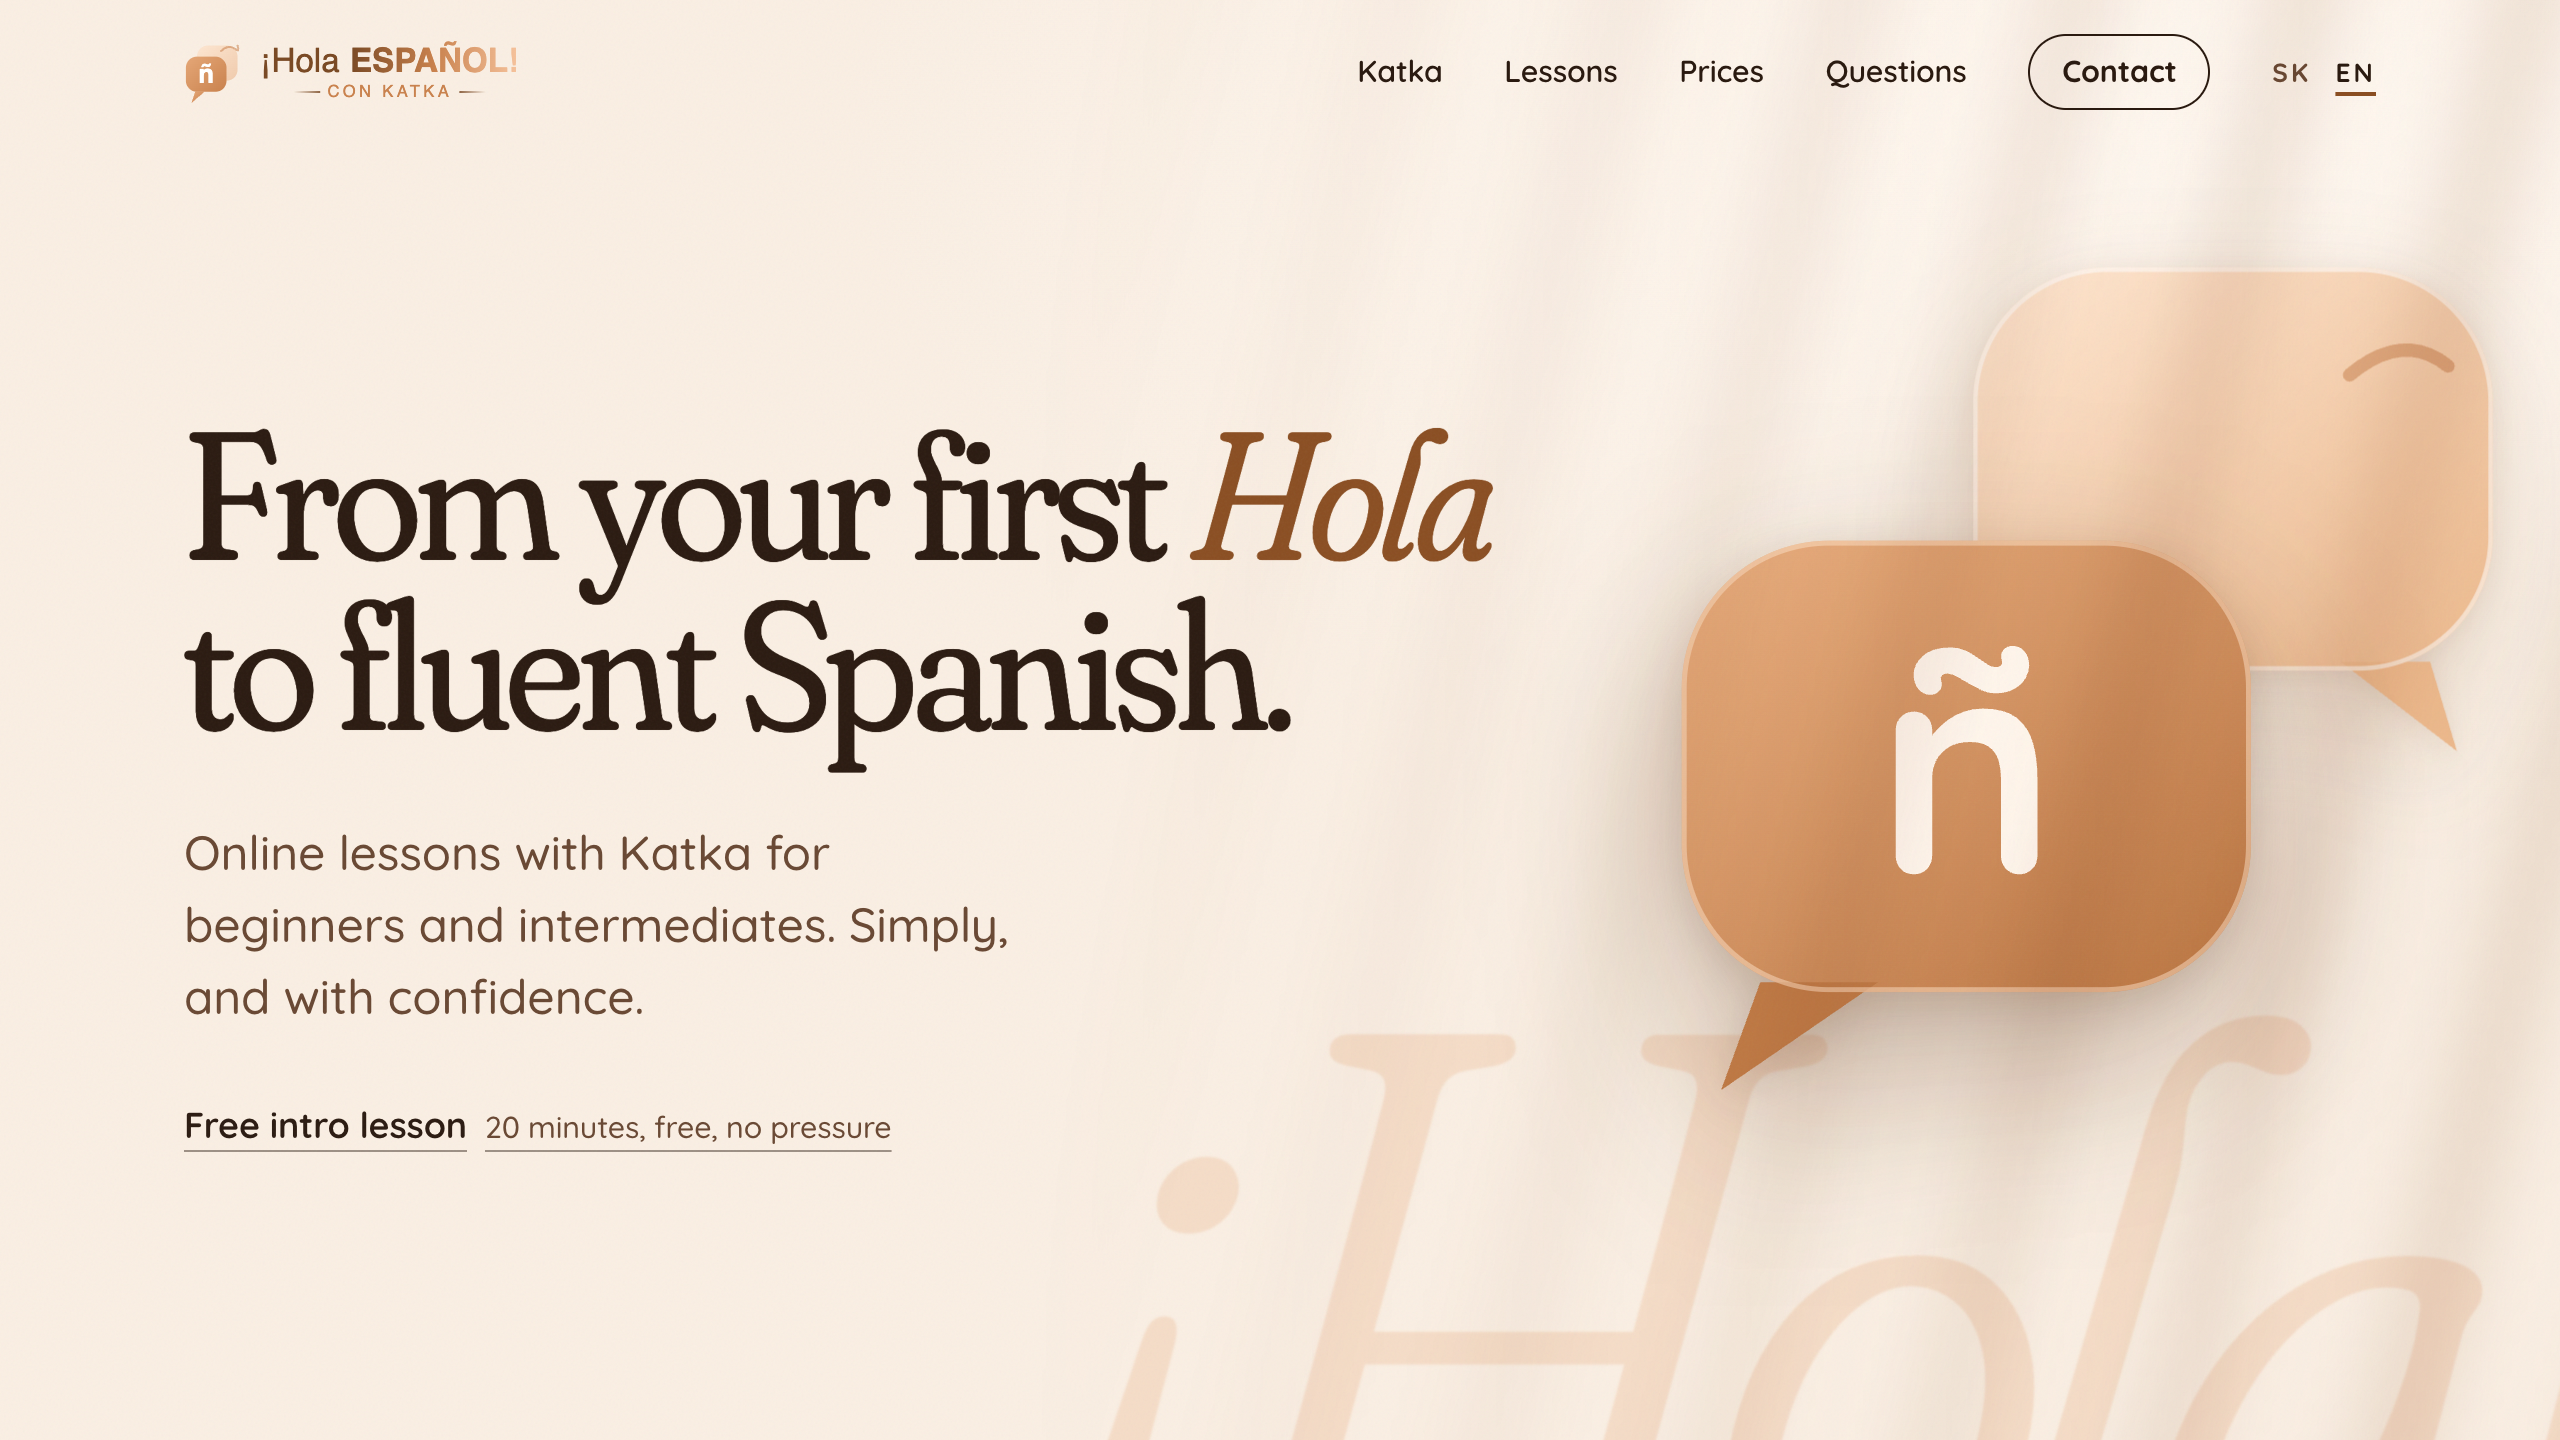 ñ
¡Hola ESPAÑOL!
CON KATKA
Katka Lessons Prices Questions Contact SK EN
From your first Hola
to fluent Spanish.
Online lessons with Katka for
beginners and intermediates. Simply,
and with confidence.
Free intro lesson 20 minutes, free, no pressure
ñ
¡Hola